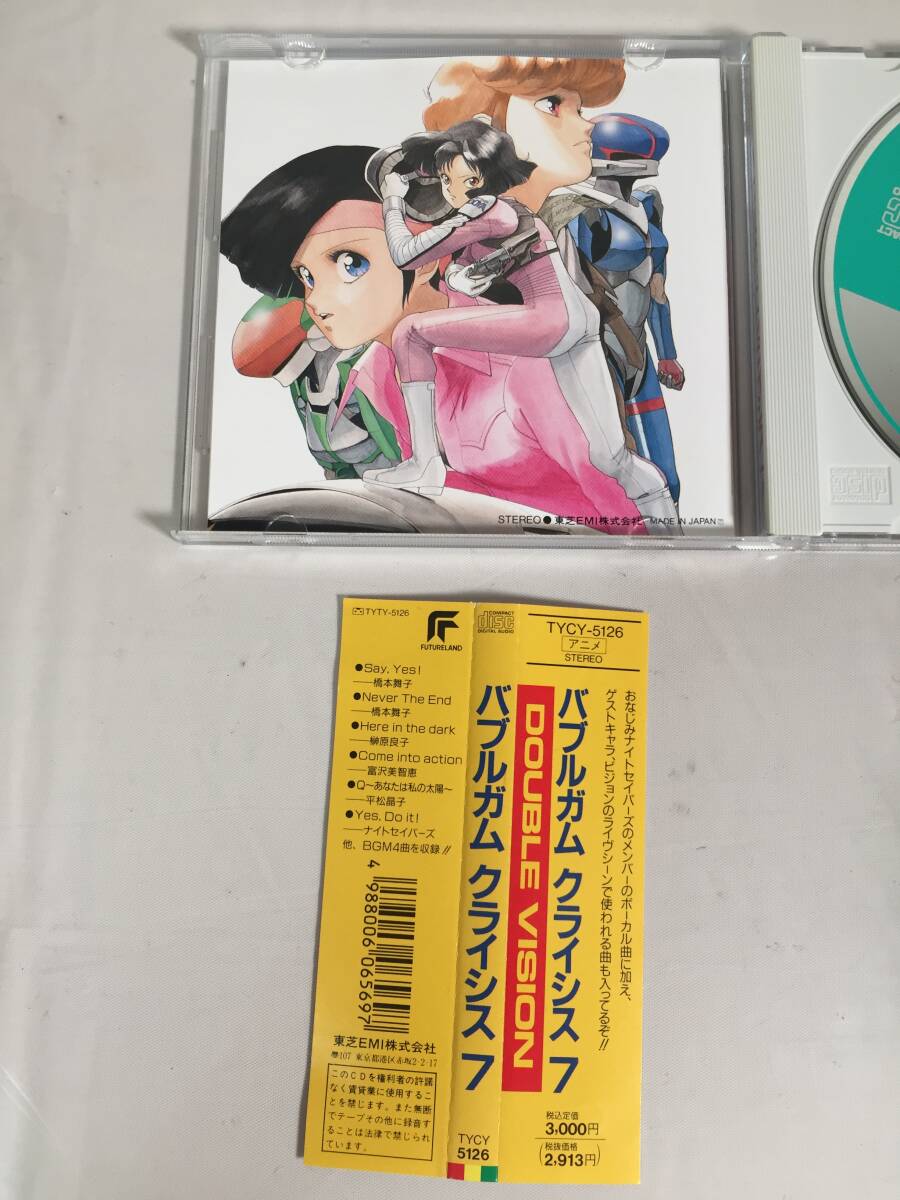 STEREO● 東芝EMI株式会社 MADE IN JAPAN
TYTY-5126
FUTURELAND
●Say, Yes!
——橋本舞子
●Never The End
——橋本舞子
●Here in the dark
——榊原良子
●Come into action
——富沢美智恵
●Q～あなたは私の太陽～
——平松晶子
●Yes, Do it!
——ナイトセイバーズ
他、BGM4曲を収録!!
4 988006 065697
東芝EMI株式会社
〠107 東京都港区赤坂2-2-17
このCDを権利者の許諾
なく賃貸業に使用するこ
とを禁じます。また無断
でテープその他に録音す
ることは法律で禁じられ
ています。
COMPACT
disc
DIGITAL AUDIO
バブルガム クライシス 7
TYCY
5126
TYCY-5126
アニメ
STEREO
バブルガム クライシス 7
DOUBLE VISION
おなじみナイトセイバーズのメンバーのボーカル曲に加え、
ゲストキャラ、ビジョンのライヴシーンで使われる曲も入ってるぞ!!
税込定価
3,000円
(税抜価格
2,913円)